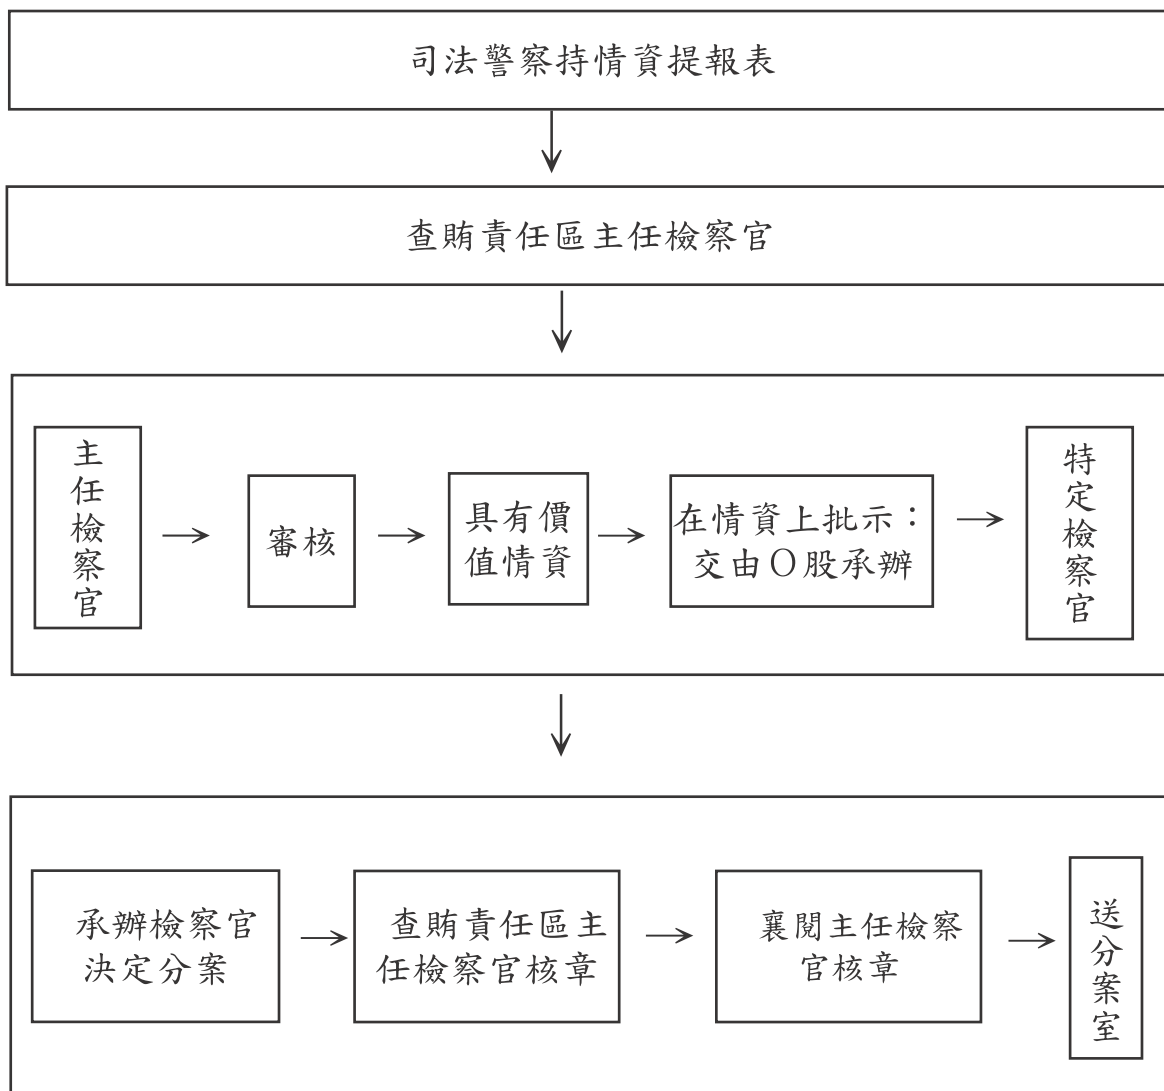 司法警察持情資提報表
查賄責任區主任檢察官
主任檢察官
審核
具有價
值情資
在情資上批示：
交由O股承辦
特定檢察官
承辦檢察官
決定分案
查賄責任區主
任檢察官核章
襄閱主任檢察
官核章
送分案室